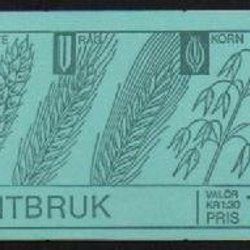 RÅG KORN
NTBRUK
VALÖR
KR 1:30
PRIS